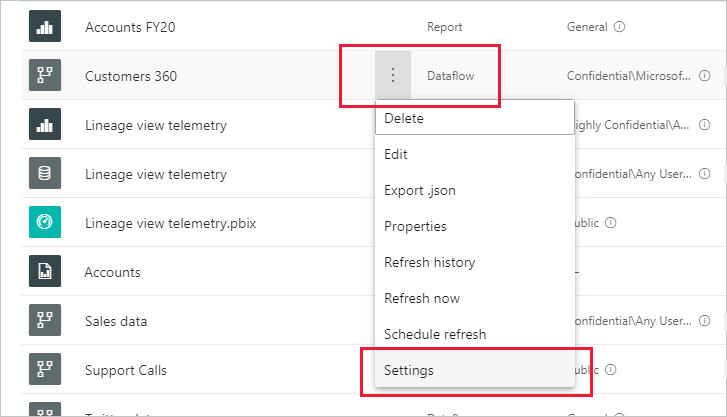 Accounts FY20 Report General
Customers 360 Dataflow Confidential\Microsof...
Delete
Lineage view telemetry ighly Confidential\A...
Edit
Lineage view telemetry onfidential\Any User...
Export .json
Lineage view telemetry.pbix ublic
Properties
Refresh history
Accounts
Refresh now
Sales data onfidential\Any User...
Schedule refresh
Support Calls ublic
Settings